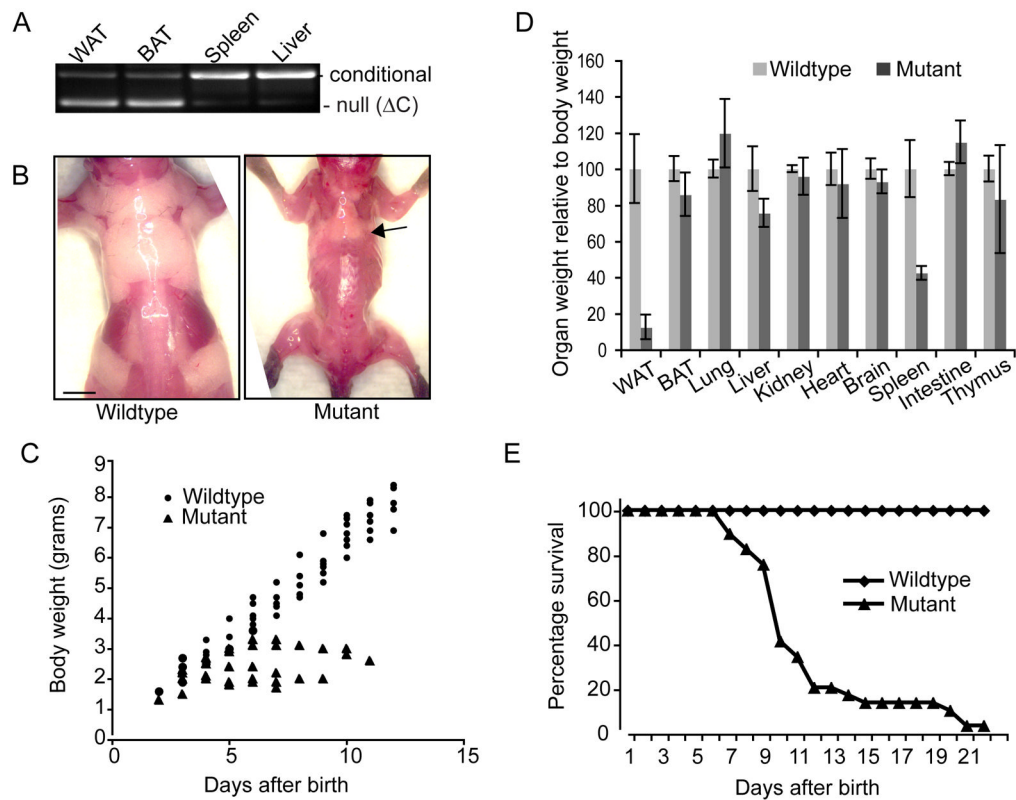 A
WAT BAT Spleen Liver
- conditional
- null (ΔC)
B
Wildtype
Mutant
C
Body weight (grams)
9
8
7
6
5
4
3
2
1
0
Wildtype
Mutant
0 5 10 15
Days after birth
D
Organ weight relative to body weight
160
140
120
100
80
60
40
20
0
Wildtype Mutant
WAT BAT Lung Liver Kidney Heart Brain Spleen Intestine Thymus
E
Percentage survival
100
80
60
40
20
0
Wildtype
Mutant
1 3 5 7 9 11 13 15 17 19 21
Days after birth